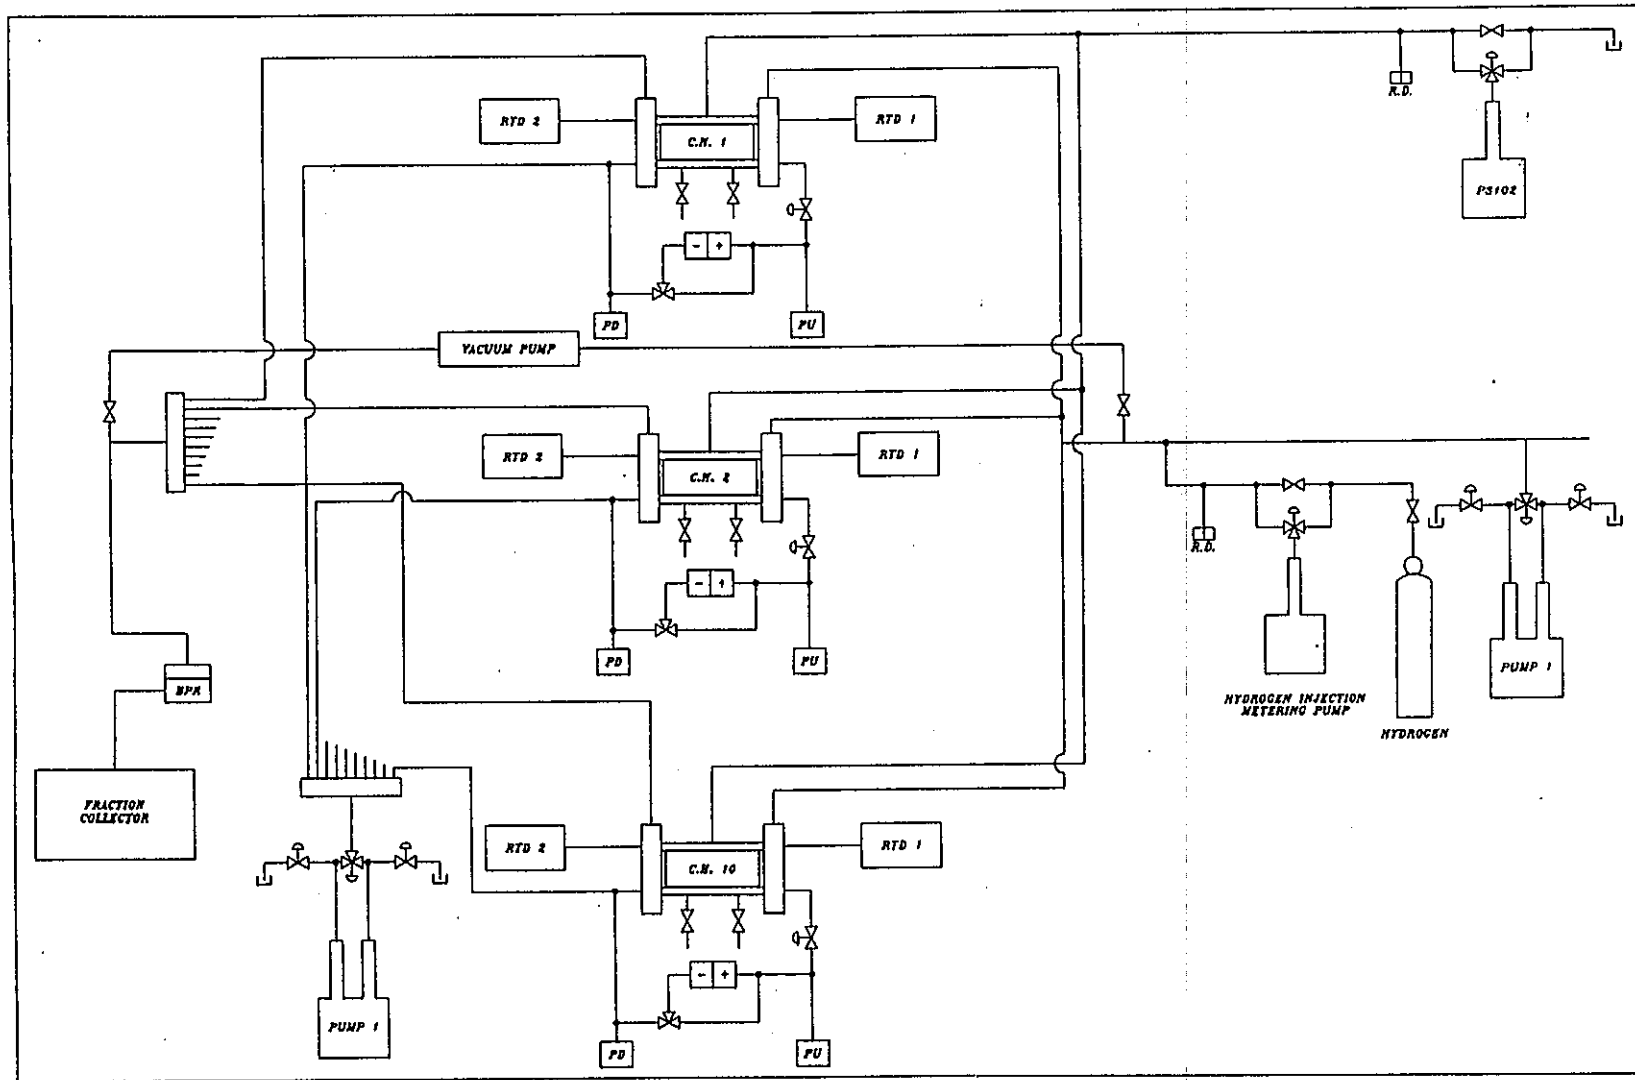 R.D.
RTD 2
C.H. 1
RTD 1
P3102
- +
PD
PU
VACUUM PUMP
RTD 2
C.H. 2
RTD 1
R.D.
- +
PD
PU
BPR
PUMP 1
HYDROGEN INJECTION
METERING PUMP
HYDROGEN
FRACTION
COLLECTOR
RTD 2
C.H. 10
RTD 1
- +
PUMP 1
PD
PU